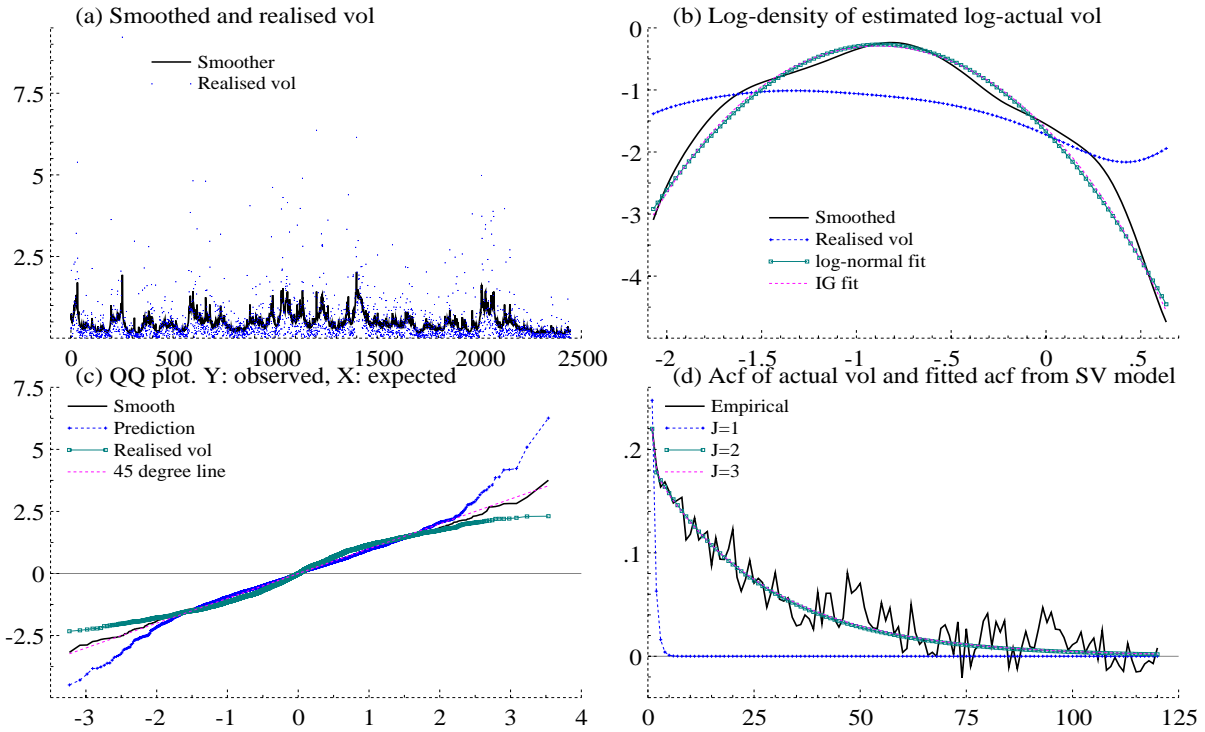 (a) Smoothed and realised vol
Smoother
Realised vol
7.5
5
2.5
0 500 1000 1500 2000 2500
(b) Log-density of estimated log-actual vol
0
-1
-2
-3
-4
Smoothed
Realised vol
log-normal fit
IG fit
-2 -1.5 -1 -.5 0 .5
(c) QQ plot. Y: observed, X: expected
7.5
5
2.5
0
-2.5
Smooth
Prediction
Realised vol
45 degree line
-3 -2 -1 0 1 2 3 4
(d) Acf of actual vol and fitted acf from SV model
.2
.1
0
Empirical
J=1
J=2
J=3
0 25 50 75 100 125